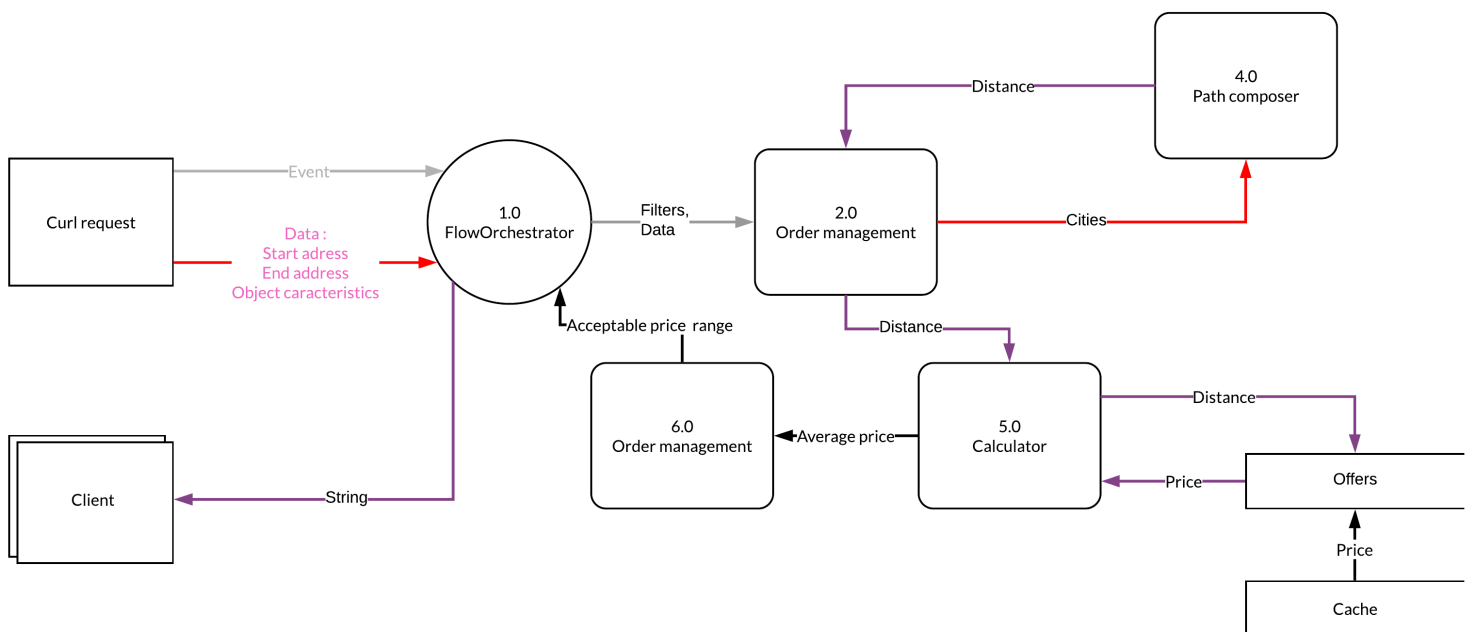 4.0
Path composer
Distance
Event
Curl request
1.0
FlowOrchestrator
Filters,
Data
2.0
Order management
Cities
Data :
Start adress
End address
Object caracteristics
Acceptable price range
Distance
6.0
Order management
Average price
5.0
Calculator
Distance
Client
String
Price
Offers
Price
Cache